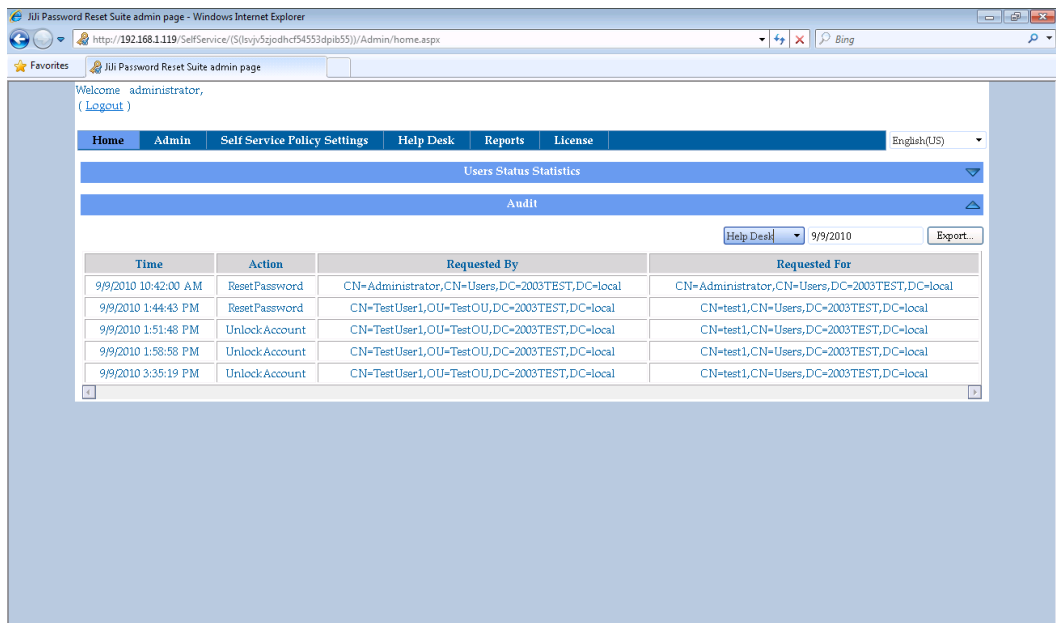 JiJi Password Reset Suite admin page - Windows Internet Explorer
http://192.168.1.119/SelfService/(S(lsvjv5zjodhcf54553dpib55))/Admin/home.aspx
Bing
Favorites
JiJi Password Reset Suite admin page
Welcome administrator,
( Logout )
Home Admin Self Service Policy Settings Help Desk Reports License English(US)
Users Status Statistics
Audit
Help Desk 9/9/2010 Export...
Time Action Requested By Requested For
9/9/2010 10:42:00 AM ResetPassword CN=Administrator,CN=Users,DC=2003TEST,DC=local CN=Administrator,CN=Users,DC=2003TEST,DC=local
9/9/2010 1:44:43 PM ResetPassword CN=TestUser1,OU=TestOU,DC=2003TEST,DC=local CN=test1,CN=Users,DC=2003TEST,DC=local
9/9/2010 1:51:48 PM UnlockAccount CN=TestUser1,OU=TestOU,DC=2003TEST,DC=local CN=test1,CN=Users,DC=2003TEST,DC=local
9/9/2010 1:58:58 PM UnlockAccount CN=TestUser1,OU=TestOU,DC=2003TEST,DC=local CN=test1,CN=Users,DC=2003TEST,DC=local
9/9/2010 3:35:19 PM UnlockAccount CN=TestUser1,OU=TestOU,DC=2003TEST,DC=local CN=test1,CN=Users,DC=2003TEST,DC=local